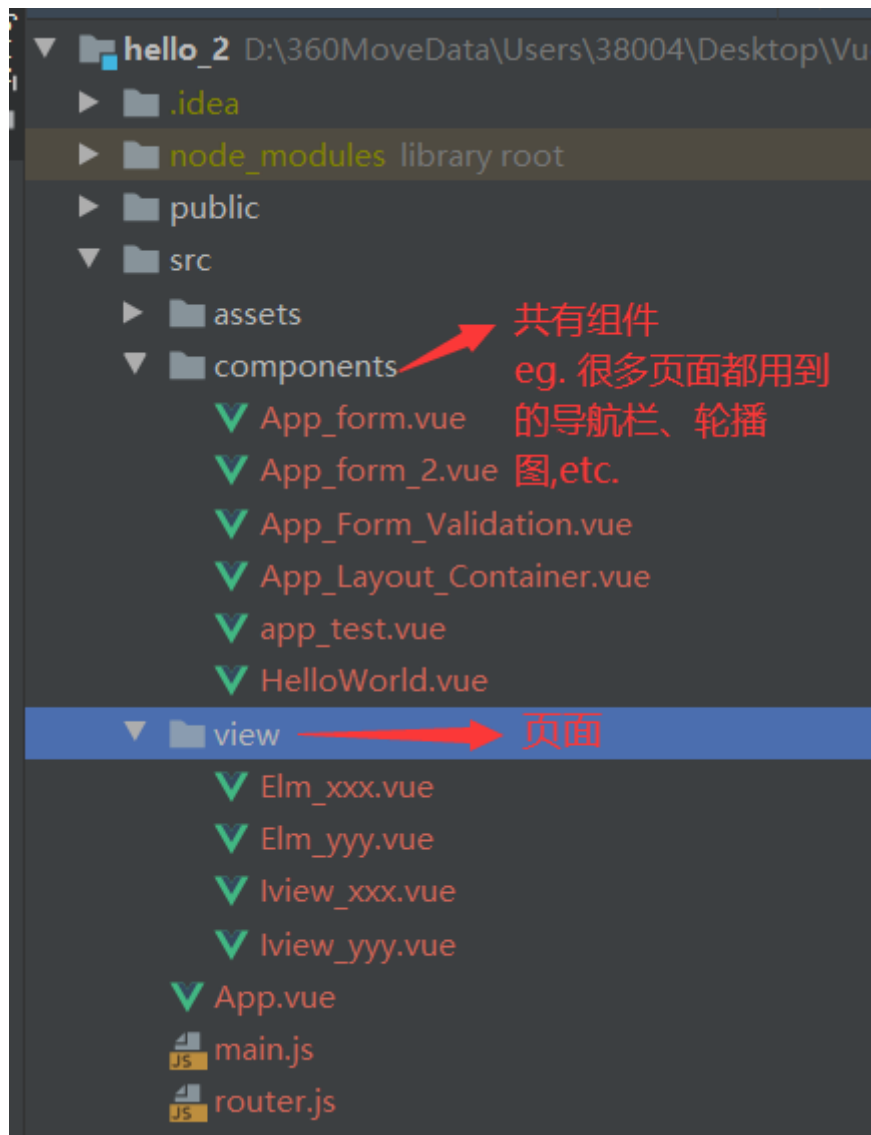 hello_2 D:\360MoveData\Users\38004\Desktop\Vu
.idea
node_modules library root
public
src
assets
共有组件
components
eg. 很多页面都用到
App_form.vue
的导航栏、轮播
App_form_2.vue
图,etc.
App_Form_Validation.vue
App_Layout_Container.vue
app_test.vue
HelloWorld.vue
view
页面
Elm_xxx.vue
Elm_yyy.vue
Iview_xxx.vue
Iview_yyy.vue
App.vue
JS main.js
JS router.js